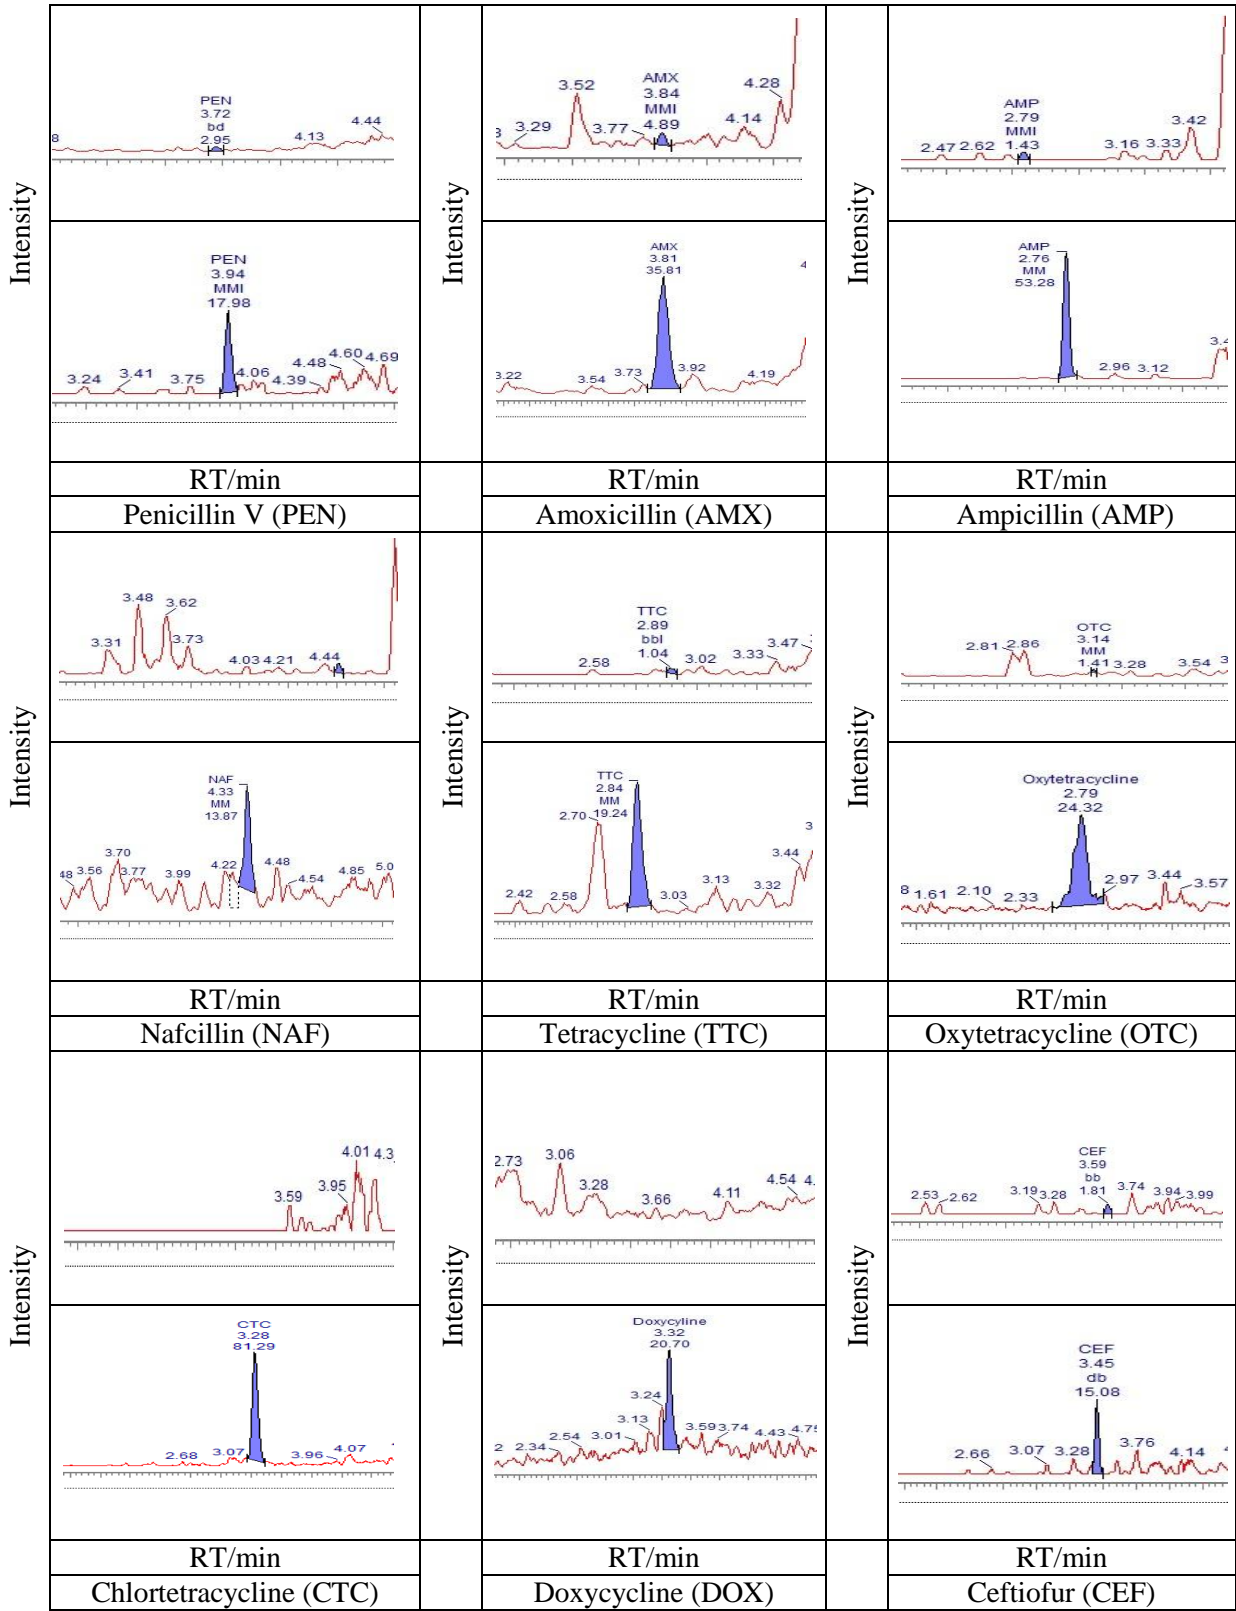 Intensity
PEN
3.72
bd
2.95
8
4.13
4.44
Intensity
3.52
3.29
3.77
AMX
3.84
MMI
4.89
4.14
4.28
Intensity
2.47 2.62
AMP
2.79
MMI
1.43
3.16 3.33
3.42
PEN
3.94
MMI
17.98
3.24 3.41 3.75 4.06 4.39 4.48 4.60 4.69
AMX
3.81
35.81
3.22 3.54 3.73 3.92 4.19
4
AMP
2.76
MM
53.28
2.96 3.12
3.4
RT/min
RT/min
RT/min
Penicillin V (PEN)
Amoxicillin (AMX)
Ampicillin (AMP)
Intensity
3.31 3.48 3.62 3.73 4.03 4.21 4.44
Intensity
TTC
2.89
bbl
1.04
2.58 3.02 3.33 3.47
Intensity
2.81 2.86
OTC
3.14
MM
1.41
3.28 3.54 3
NAF
4.33
MM
13.87
48 3.56 3.70 3.77 3.99 4.22 4.48 4.54 4.85 5.0
TTC
2.84
MM
19.24
2.42 2.58 2.70 3.03 3.13 3.32 3.44 3
Oxytetracycline
2.79
24.32
8 1.61 2.10 2.33 2.97 3.44 3.57
RT/min
RT/min
RT/min
Nafcillin (NAF)
Tetracycline (TTC)
Oxytetracycline (OTC)
Intensity
3.59 3.95 4.01 4.3
Intensity
2.73 3.06 3.28 3.66 4.11 4.54 4.
Intensity
2.53 2.62 3.19 3.28
CEF
3.59
bb
1.81
3.74 3.94 3.99
CTC
3.28
81.29
2.68 3.07 3.96 4.07
Doxycyline
3.32
20.70
2 2.34 2.54 3.01 3.13 3.24 3.59 3.74 4.43 4.75
CEF
3.45
db
15.08
2.66 3.07 3.28 3.76 4.14 4
RT/min
RT/min
RT/min
Chlortetracycline (CTC)
Doxycycline (DOX)
Ceftiofur (CEF)